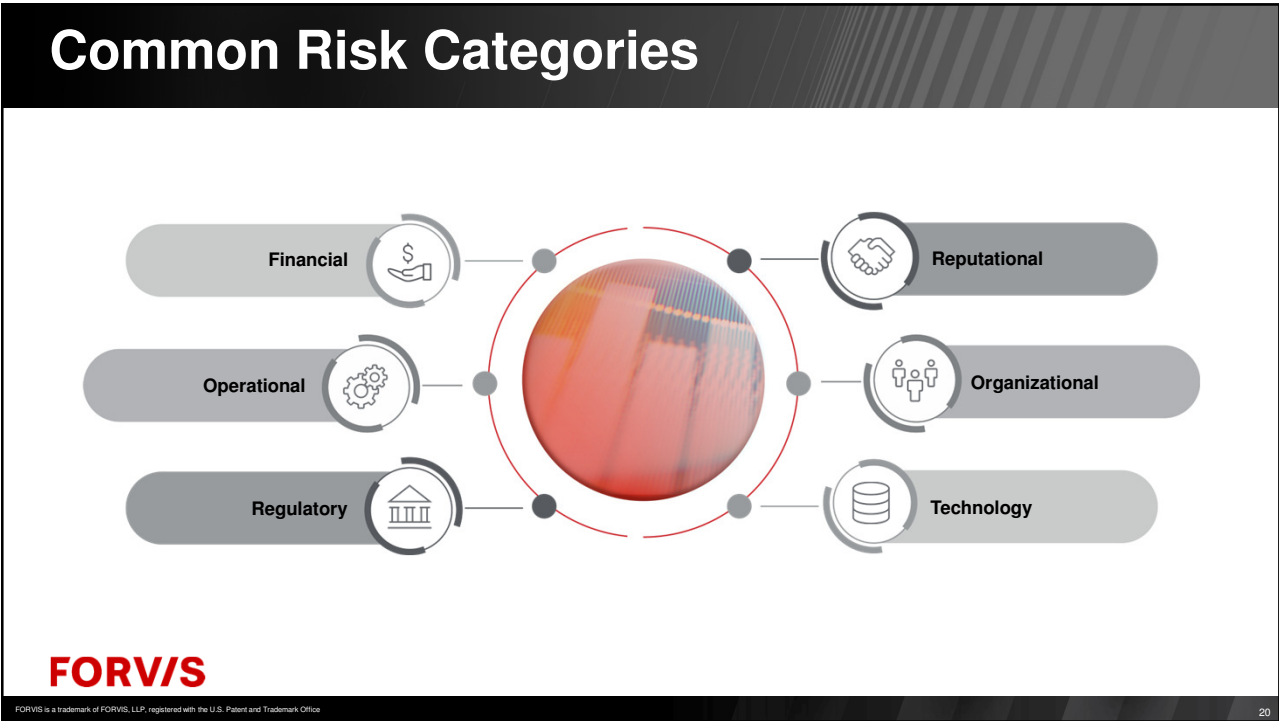 Common Risk Categories
Financial
Reputational
$
Operational
Organizational
Regulatory
Technology
FORVIS
FORVIS is a trademark of FORVIS, LLP, registered with the U.S. Patent and Trademark Office
20